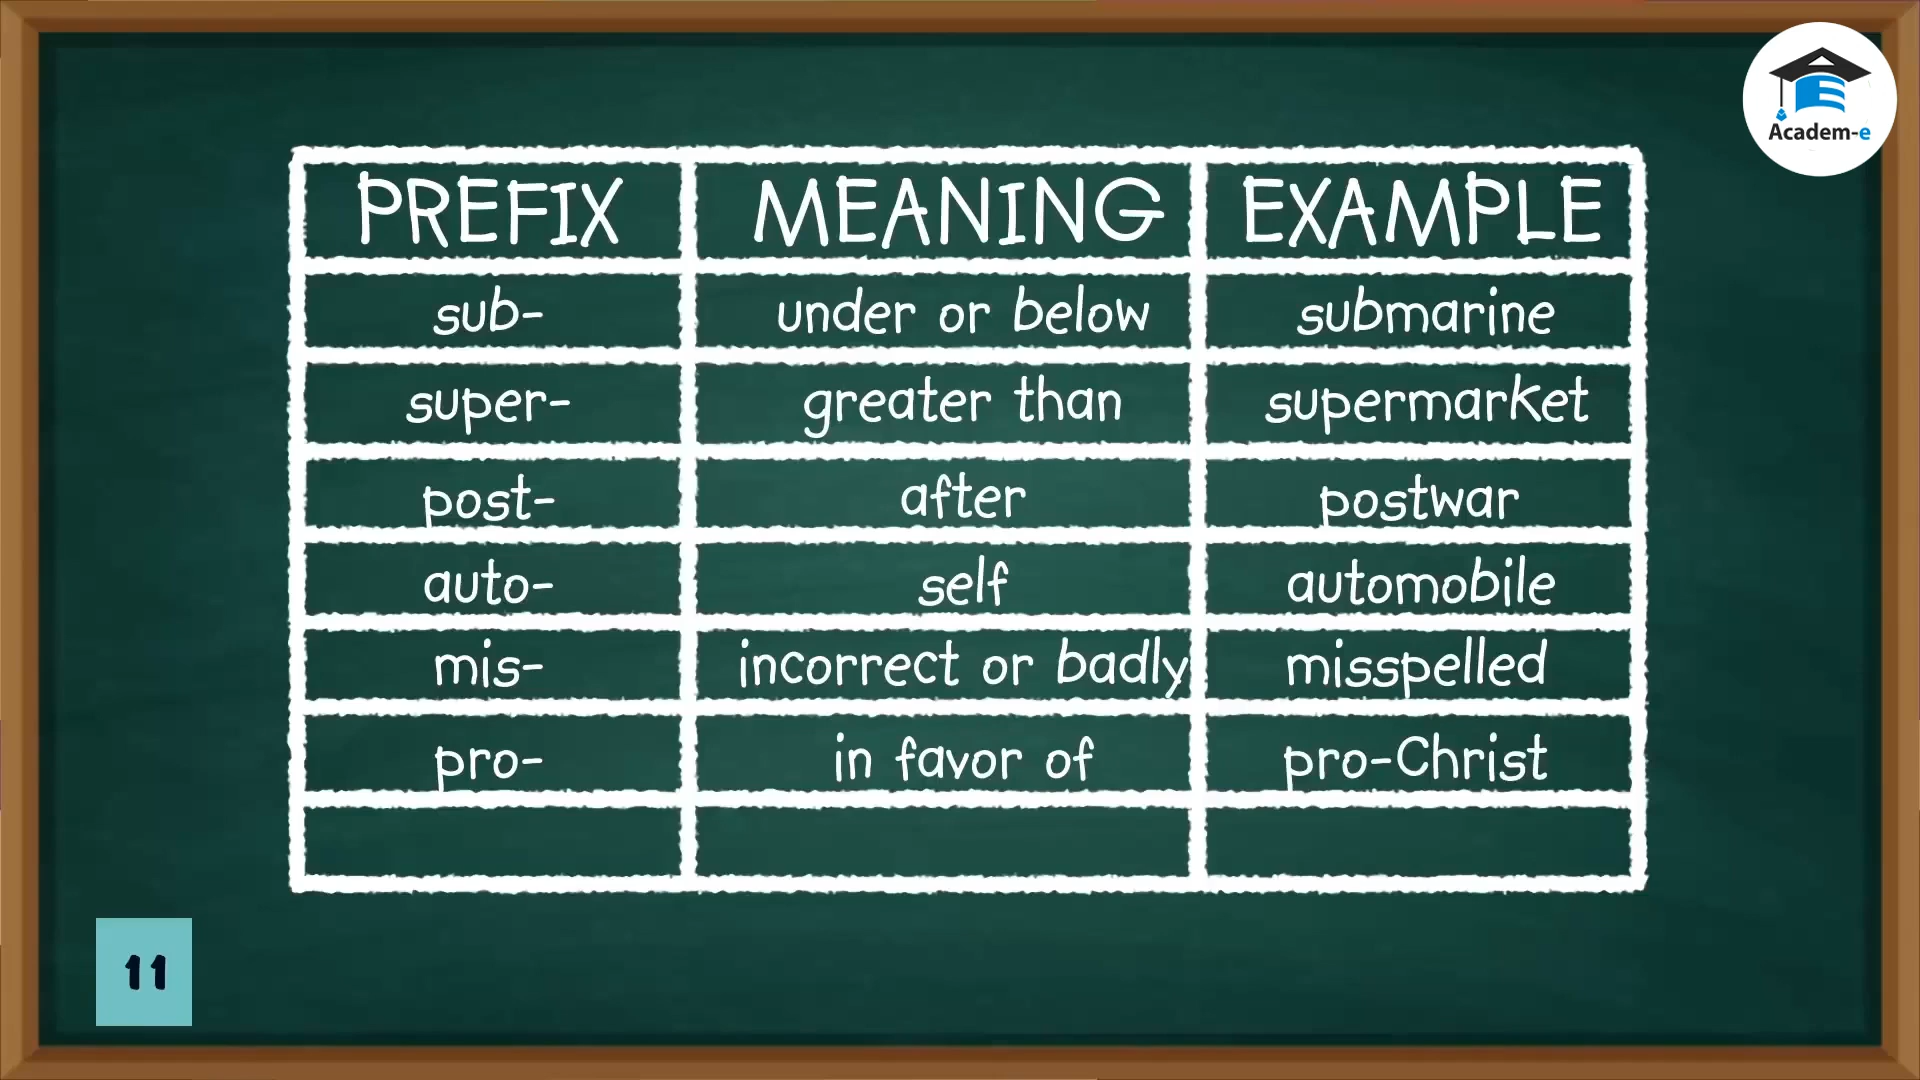 Academ-e
PREFIX MEANING EXAMPLE
sub- under or below submarine
super- greater than supermarket
post- after postwar
auto- self automobile
mis- incorrect or badly misspelled
pro- in favor of pro-Christ
11